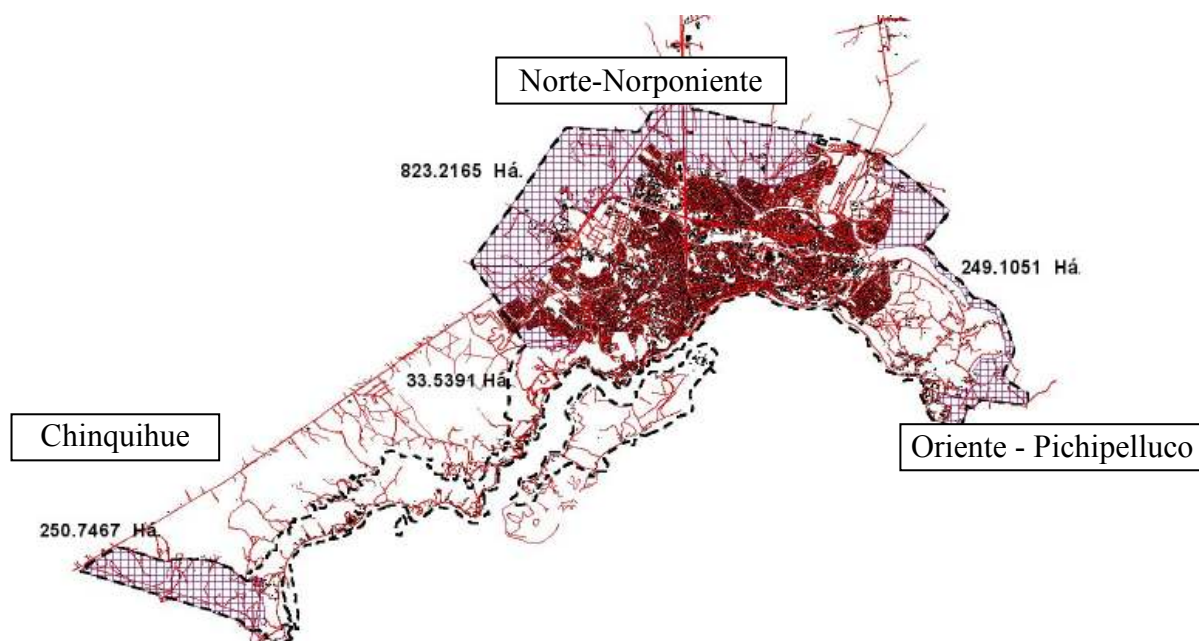 Norte-Norponiente
823.2165 Há.
249.1051 Há.
33.5391 Há.
Chinquihue
Oriente - Pichipelluco
250.7467 Há.